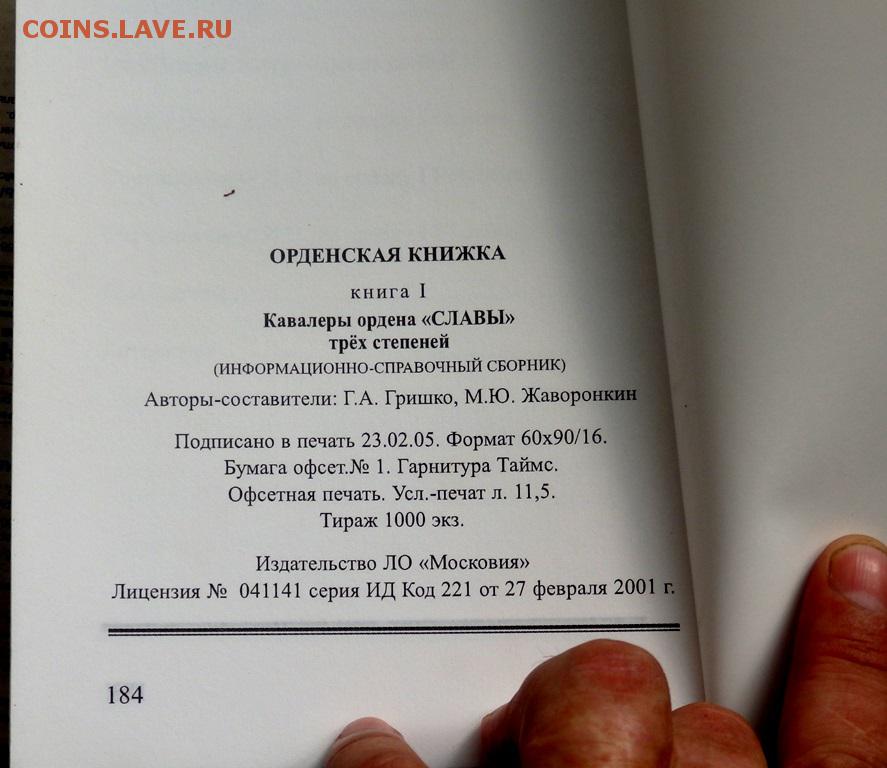 COINS.LAVE.RU
ОРДЕНСКАЯ КНИЖКА
книга I
Кавалеры ордена «СЛАВЫ»
трёх степеней
(ИНФОРМАЦИОННО-СПРАВОЧНЫЙ СБОРНИК)
Авторы-составители: Г.А. Гришко, М.Ю. Жаворонкин
Подписано в печать 23.02.05. Формат 60х90/16.
Бумага офсет.№ 1. Гарнитура Таймс.
Офсетная печать. Усл.-печат л. 11,5.
Тираж 1000 экз.
Издательство ЛО «Московия»
Лицензия № 041141 серия ИД Код 221 от 27 февраля 2001 г.
184